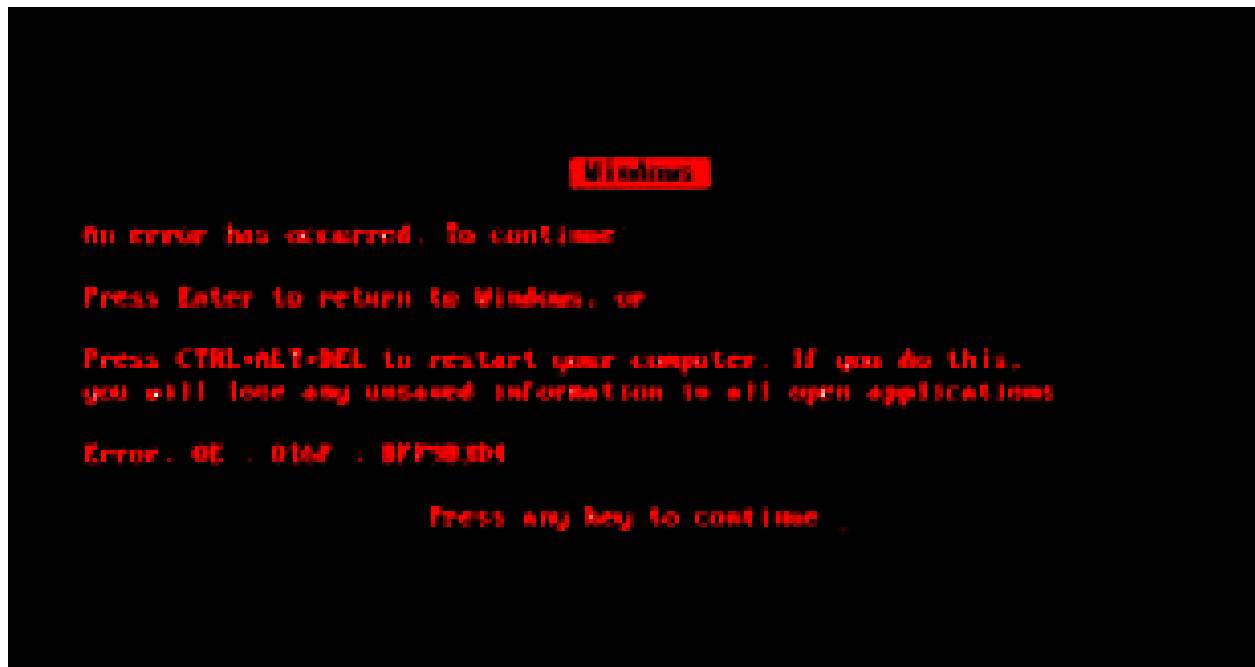 Windows
An error has occurred. To continue
Press Enter to return to Windows, or
Press CTRL+ALT+DEL to restart your computer. If you do this,
you will lose any unsaved information in all open applications
Error. 0E :
Press any key to continue _